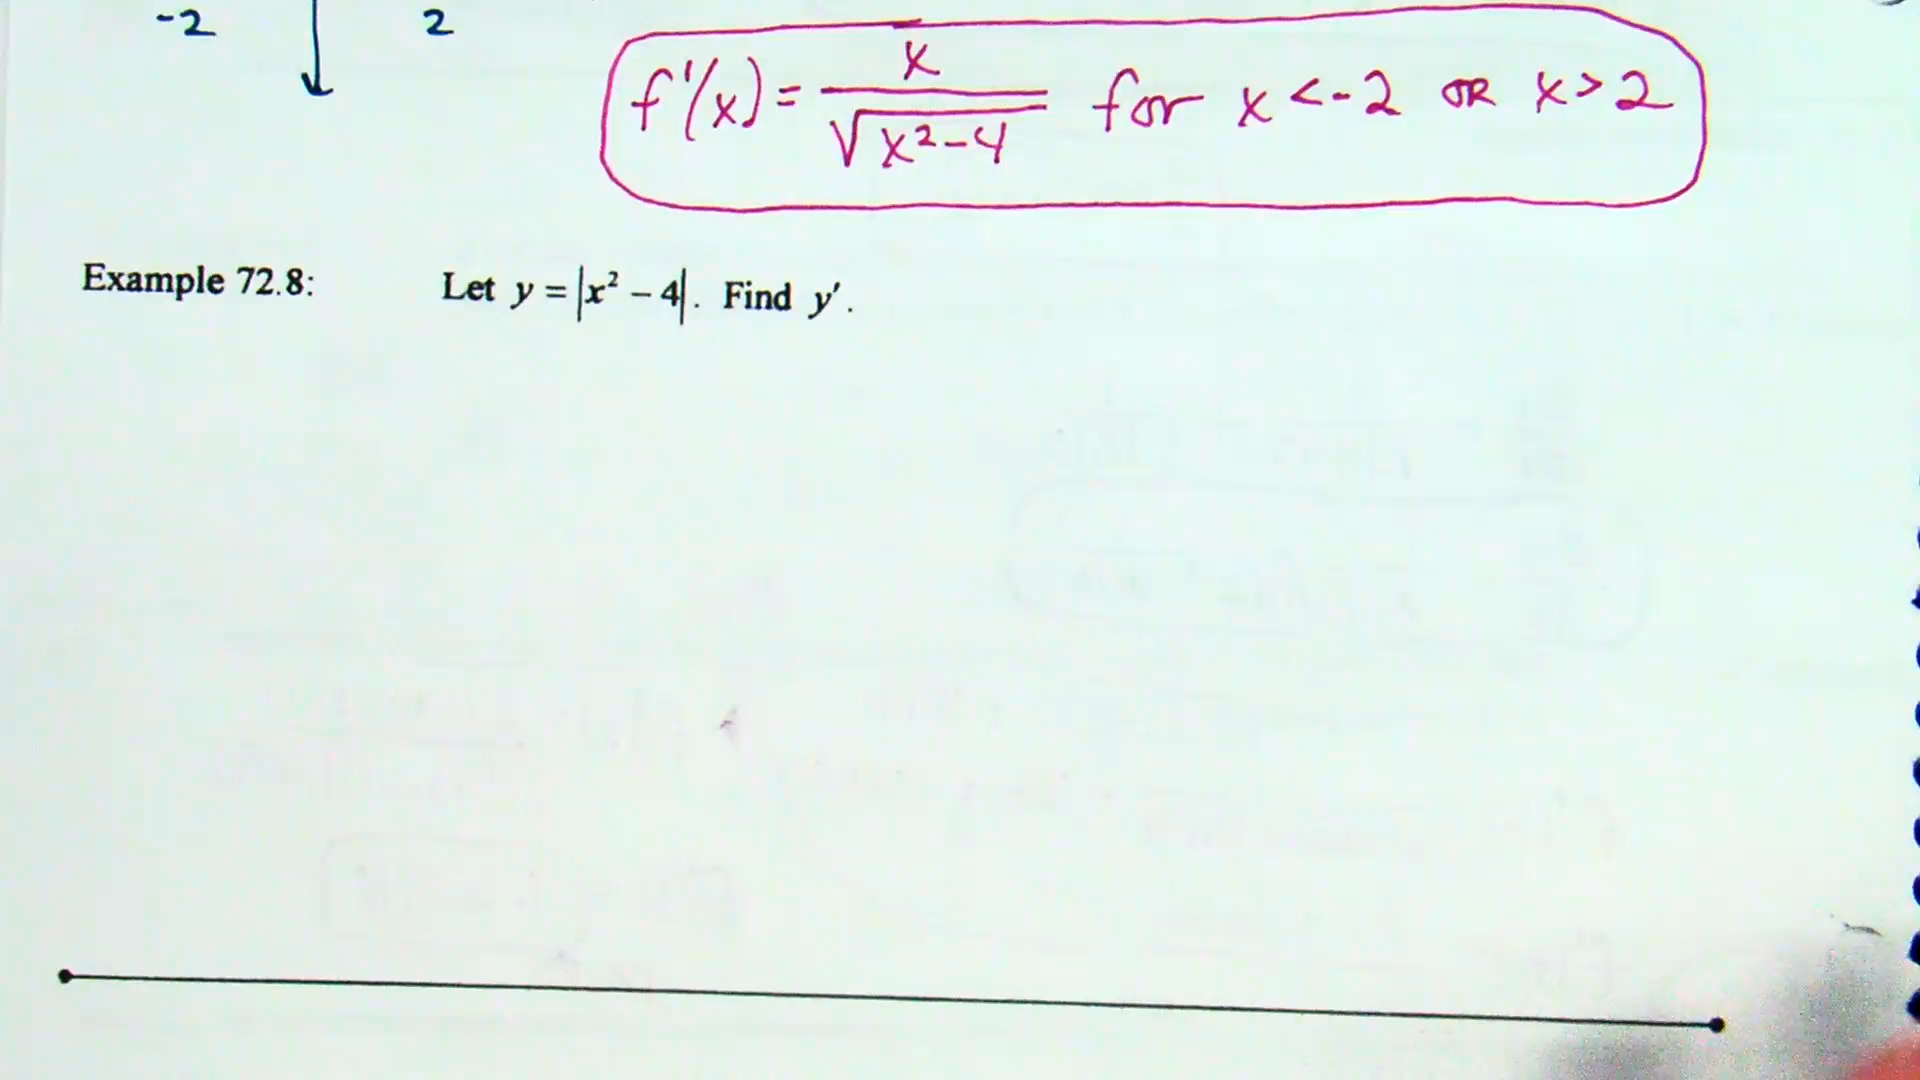 -2 2
f'(x) = x/√(x²-4) for x < -2 OR x > 2
Example 72.8: Let y = |x² − 4|. Find y′.